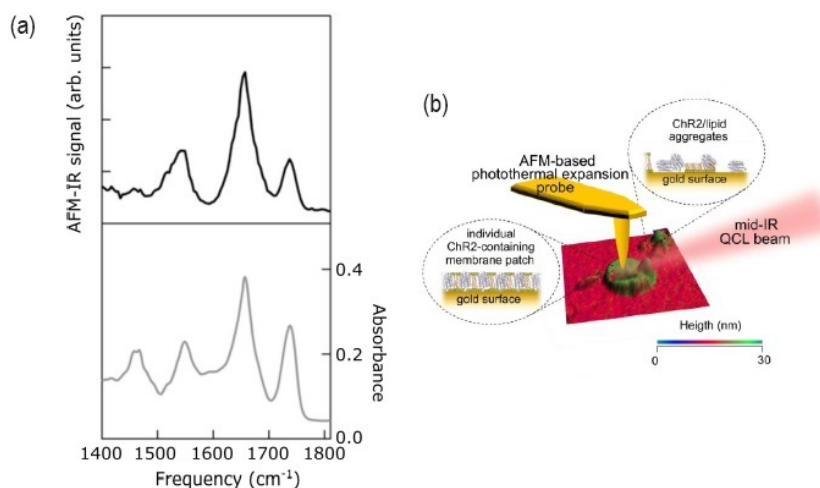 (a)
AFM-IR signal (arb. units)
0.4
0.2
0.0
Absorbance
1400 1500 1600 1700 1800
Frequency (cm⁻¹)
(b)
ChR2/lipid
aggregates
gold surface
AFM-based
photothermal expansion
probe
mid-IR
QCL beam
individual
ChR2-containing
membrane patch
gold surface
Heigth (nm)
0 30